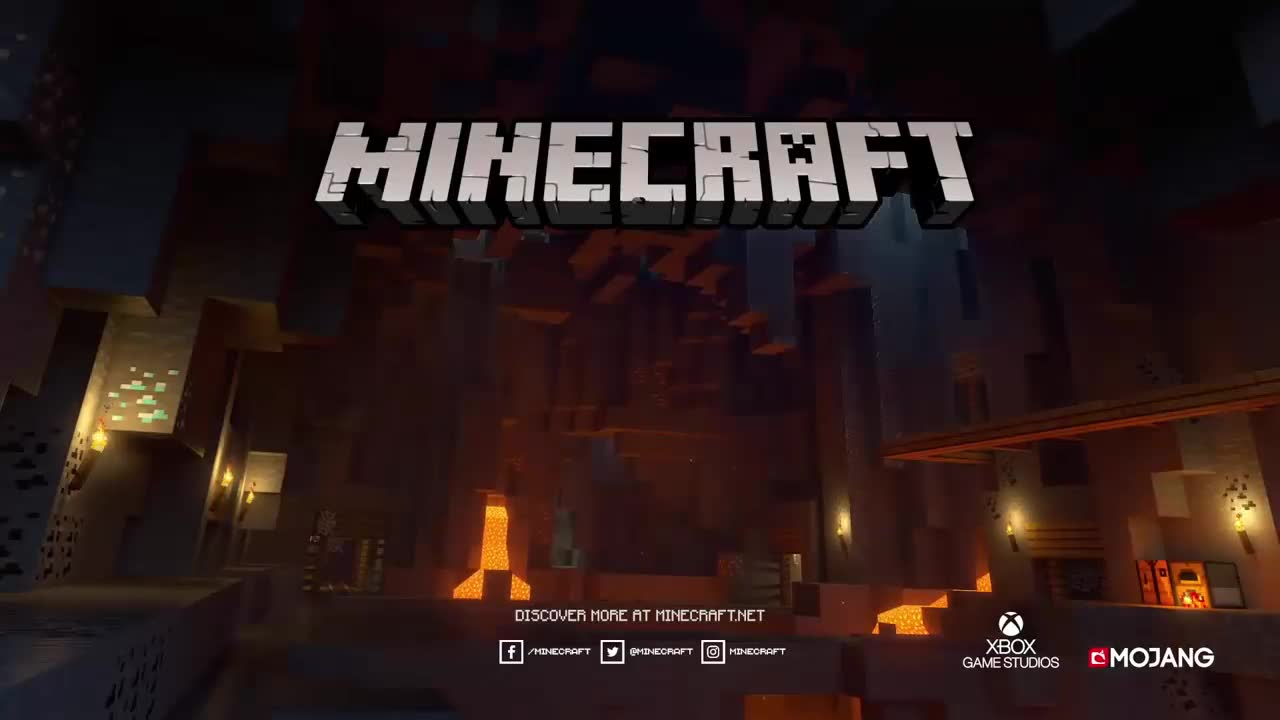 MINECRAFT
DISCOVER MORE AT MINECRAFT.NET
/MINECRAFT @MINECRAFT MINECRAFT
XBOX
GAME STUDIOS
MOJANG